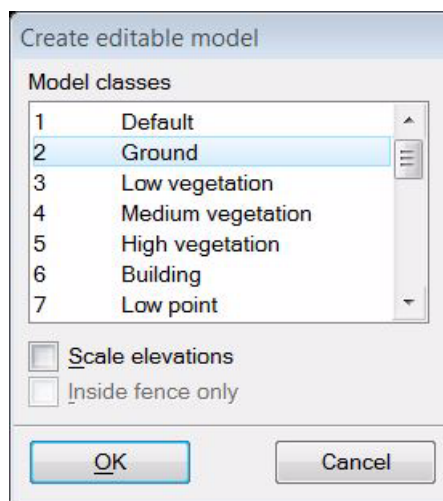 Create editable model
Model classes
1 Default
2 Ground
3 Low vegetation
4 Medium vegetation
5 High vegetation
6 Building
7 Low point
Scale elevations
Inside fence only
OK Cancel